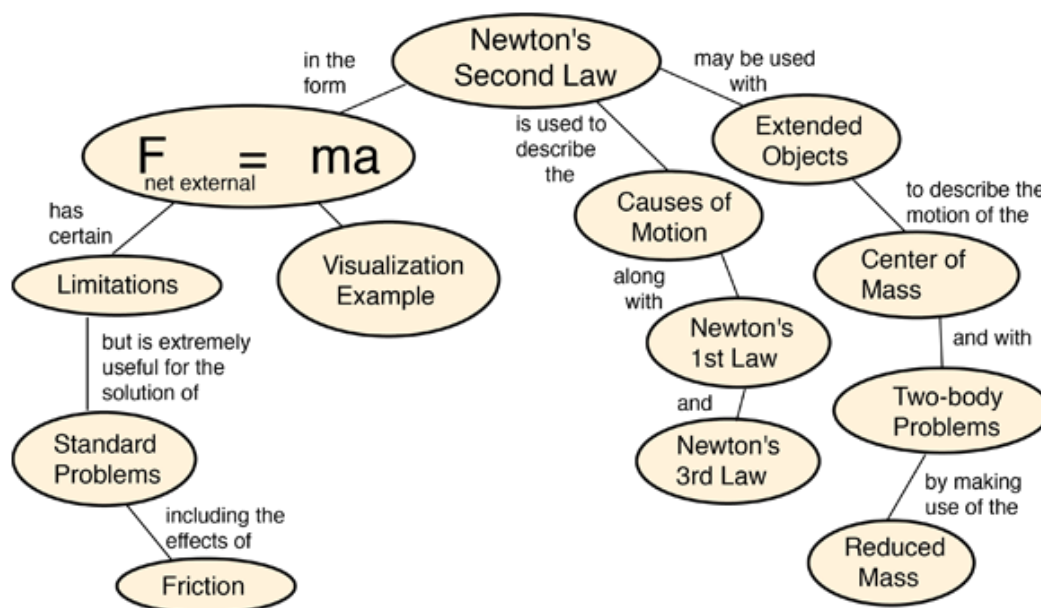 Newton's
Second Law
in the
form
F = ma
net external
has
certain
Limitations
but is extremely
useful for the
solution of
Standard
Problems
including the
effects of
Friction
Visualization
Example
is used to
describe
the
Causes of
Motion
along
with
Newton's
1st Law
and
Newton's
3rd Law
may be used
with
Extended
Objects
to describe the
motion of the
Center of
Mass
and with
Two-body
Problems
by making
use of the
Reduced
Mass